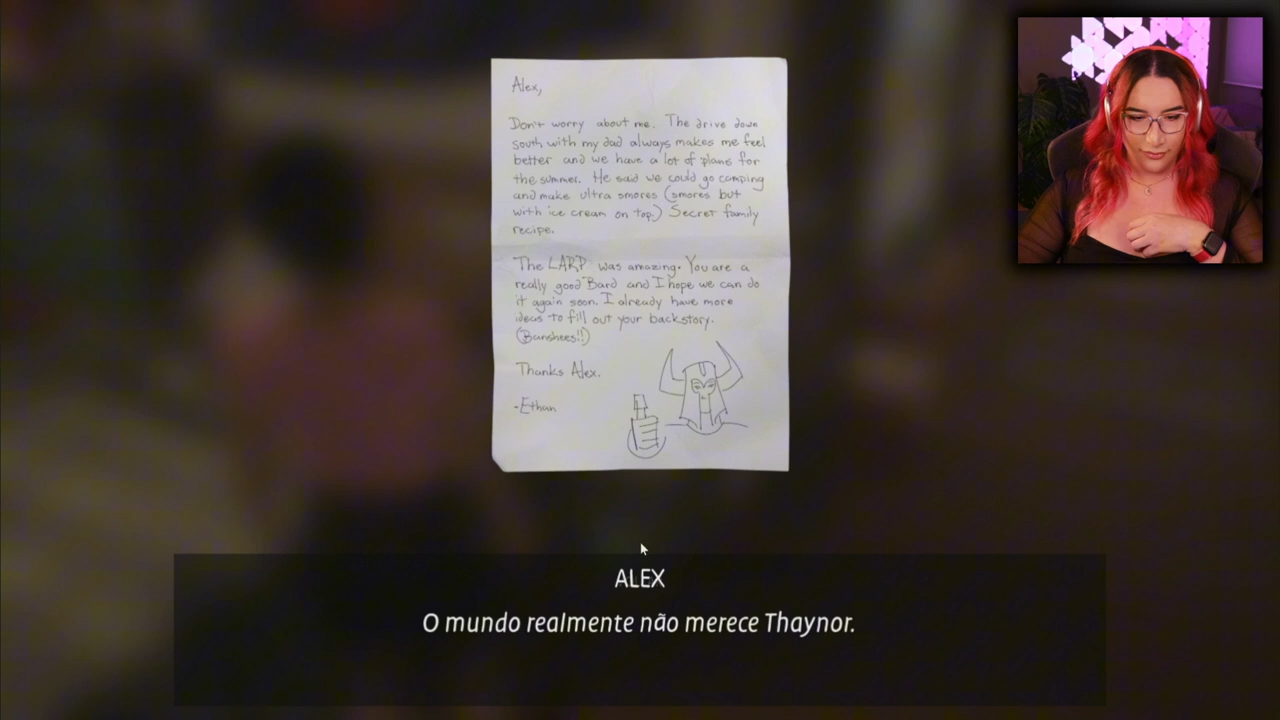 Alex,
Don't worry about me. The drive down
south with my dad always makes me feel
better and we have a lot of plans for
the summer. He said we could go camping
and make ultra smores (smores but
with ice cream on top.) Secret family
recipe.
The LARP was amazing. You are a
really good Bard and I hope we can do
it again soon. I already have more
ideas to fill out your backstory.
(Banshees!!)
Thanks Alex.
-Ethan
ALEX
O mundo realmente não merece Thaynor.